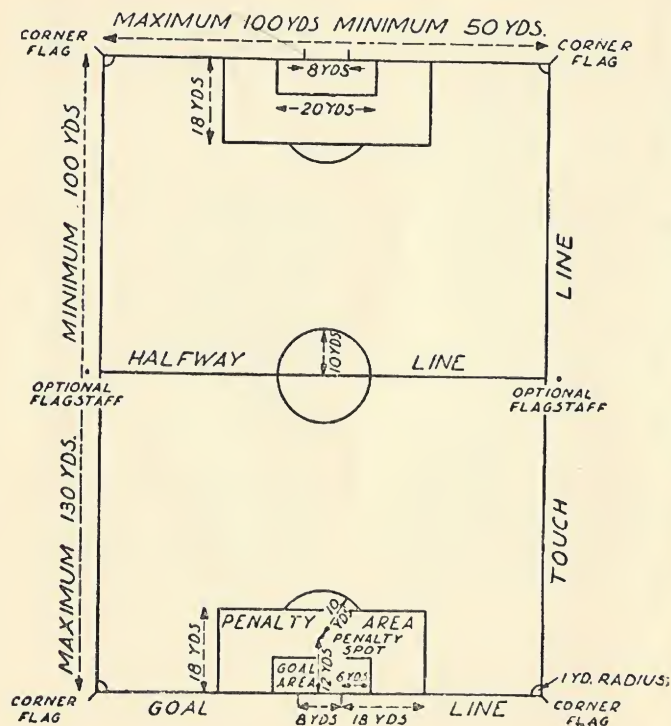 MAXIMUM 100 YDS MINIMUM 50 YDS.
CORNER
FLAG
CORNER
FLAG
8 YDS
20 YDS
18 YDS
MINIMUM 100 YDS
LINE
10 YDS
HALFWAY LINE
OPTIONAL
FLAGSTAFF
OPTIONAL
FLAGSTAFF
MAXIMUM 130 YDS.
TOUCH
10
YDS
PENALTY AREA
PENALTY
SPOT
18 YDS
12 YDS
GOAL
AREA
6 YDS
1 YD. RADIUS
CORNER
FLAG
GOAL LINE
CORNER
FLAG
8 YDS 18 YDS